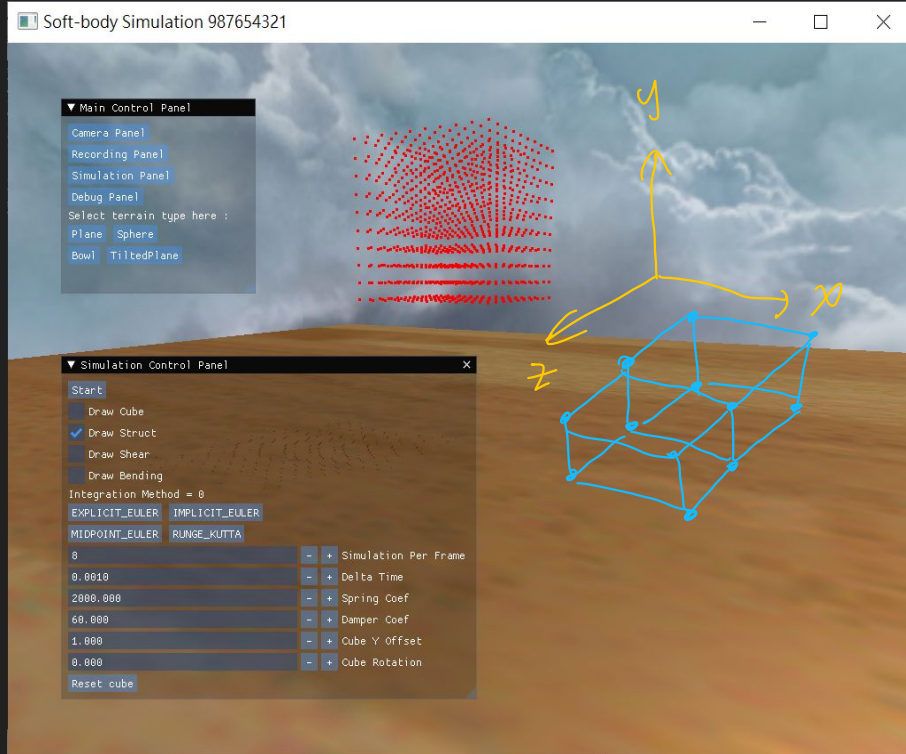 Soft-body Simulation 987654321
Main Control Panel
Camera Panel
Recording Panel
Simulation Panel
Debug Panel
Select terrain type here :
Plane Sphere
Bowl TiltedPlane
y
x
z
Simulation Control Panel
Start
Draw Cube
Draw Struct
Draw Shear
Draw Bending
Integration Method = 0
EXPLICIT_EULER IMPLICIT_EULER
MIDPOINT_EULER RUNGE_KUTTA
8 - + Simulation Per Frame
0.0010 - + Delta Time
2000.000 - + Spring Coef
60.000 - + Damper Coef
1.000 - + Cube Y Offset
0.000 - + Cube Rotation
Reset cube